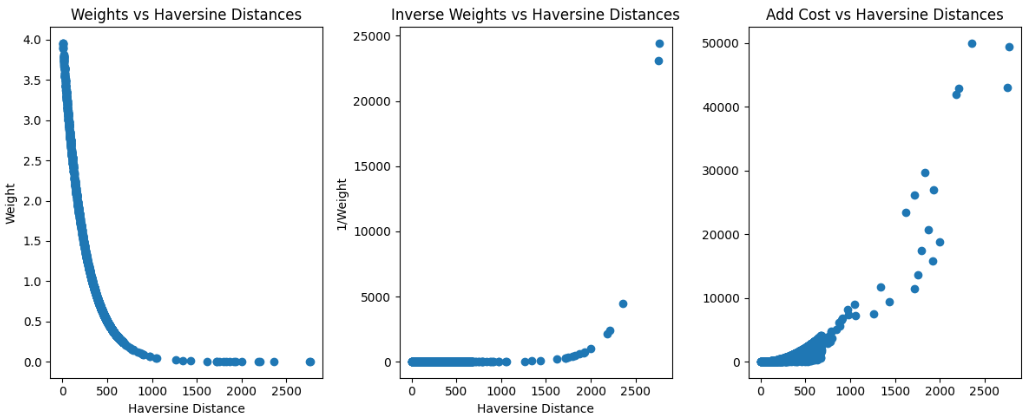 Weights vs Haversine Distances
Weight
4.0
3.5
3.0
2.5
2.0
1.5
1.0
0.5
0.0
0 500 1000 1500 2000 2500
Haversine Distance
Inverse Weights vs Haversine Distances
1/Weight
25000
20000
15000
10000
5000
0
0 500 1000 1500 2000 2500
Haversine Distance
Add Cost vs Haversine Distances
50000
40000
30000
20000
10000
0
0 500 1000 1500 2000 2500